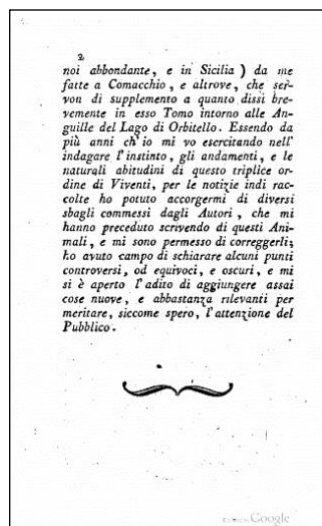 2
noi abbondante, e in Sicilia ) da me
fatte a Comacchio, e altrove, che ser-
von di supplemento a quanto dissi bre-
vemente in esso Tomo intorno alle An-
guille del Lago di Orbitello. Essendo da
più anni ch'io mi vo esercitando nell'
indagare l'instinto, gli andamenti, e le
naturali abitudini di questo triplice or-
dine di Viventi, per le notizie indi rac-
colte ho potuto accorgermi di diversi
sbagli commessi dagli Autori, che mi
hanno preceduto scrivendo di questi Ani-
mali, e mi sono permesso di correggerli;
ho avuto campo di schiarare alcuni punti
controversi, od equivoci, e oscuri, e mi
si è aperto l'adito di aggiungere assai
cose nuove, e abbastanza rilevanti per
meritare, siccome spero, l'attenzione del
Pubblico.
Google